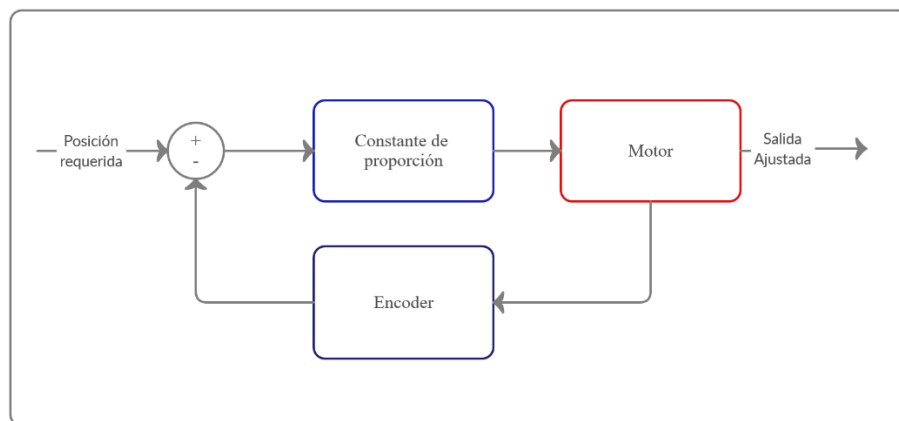 Posición
requerida
+
-
Constante de
proporción
Motor
Salida
Ajustada
Encoder